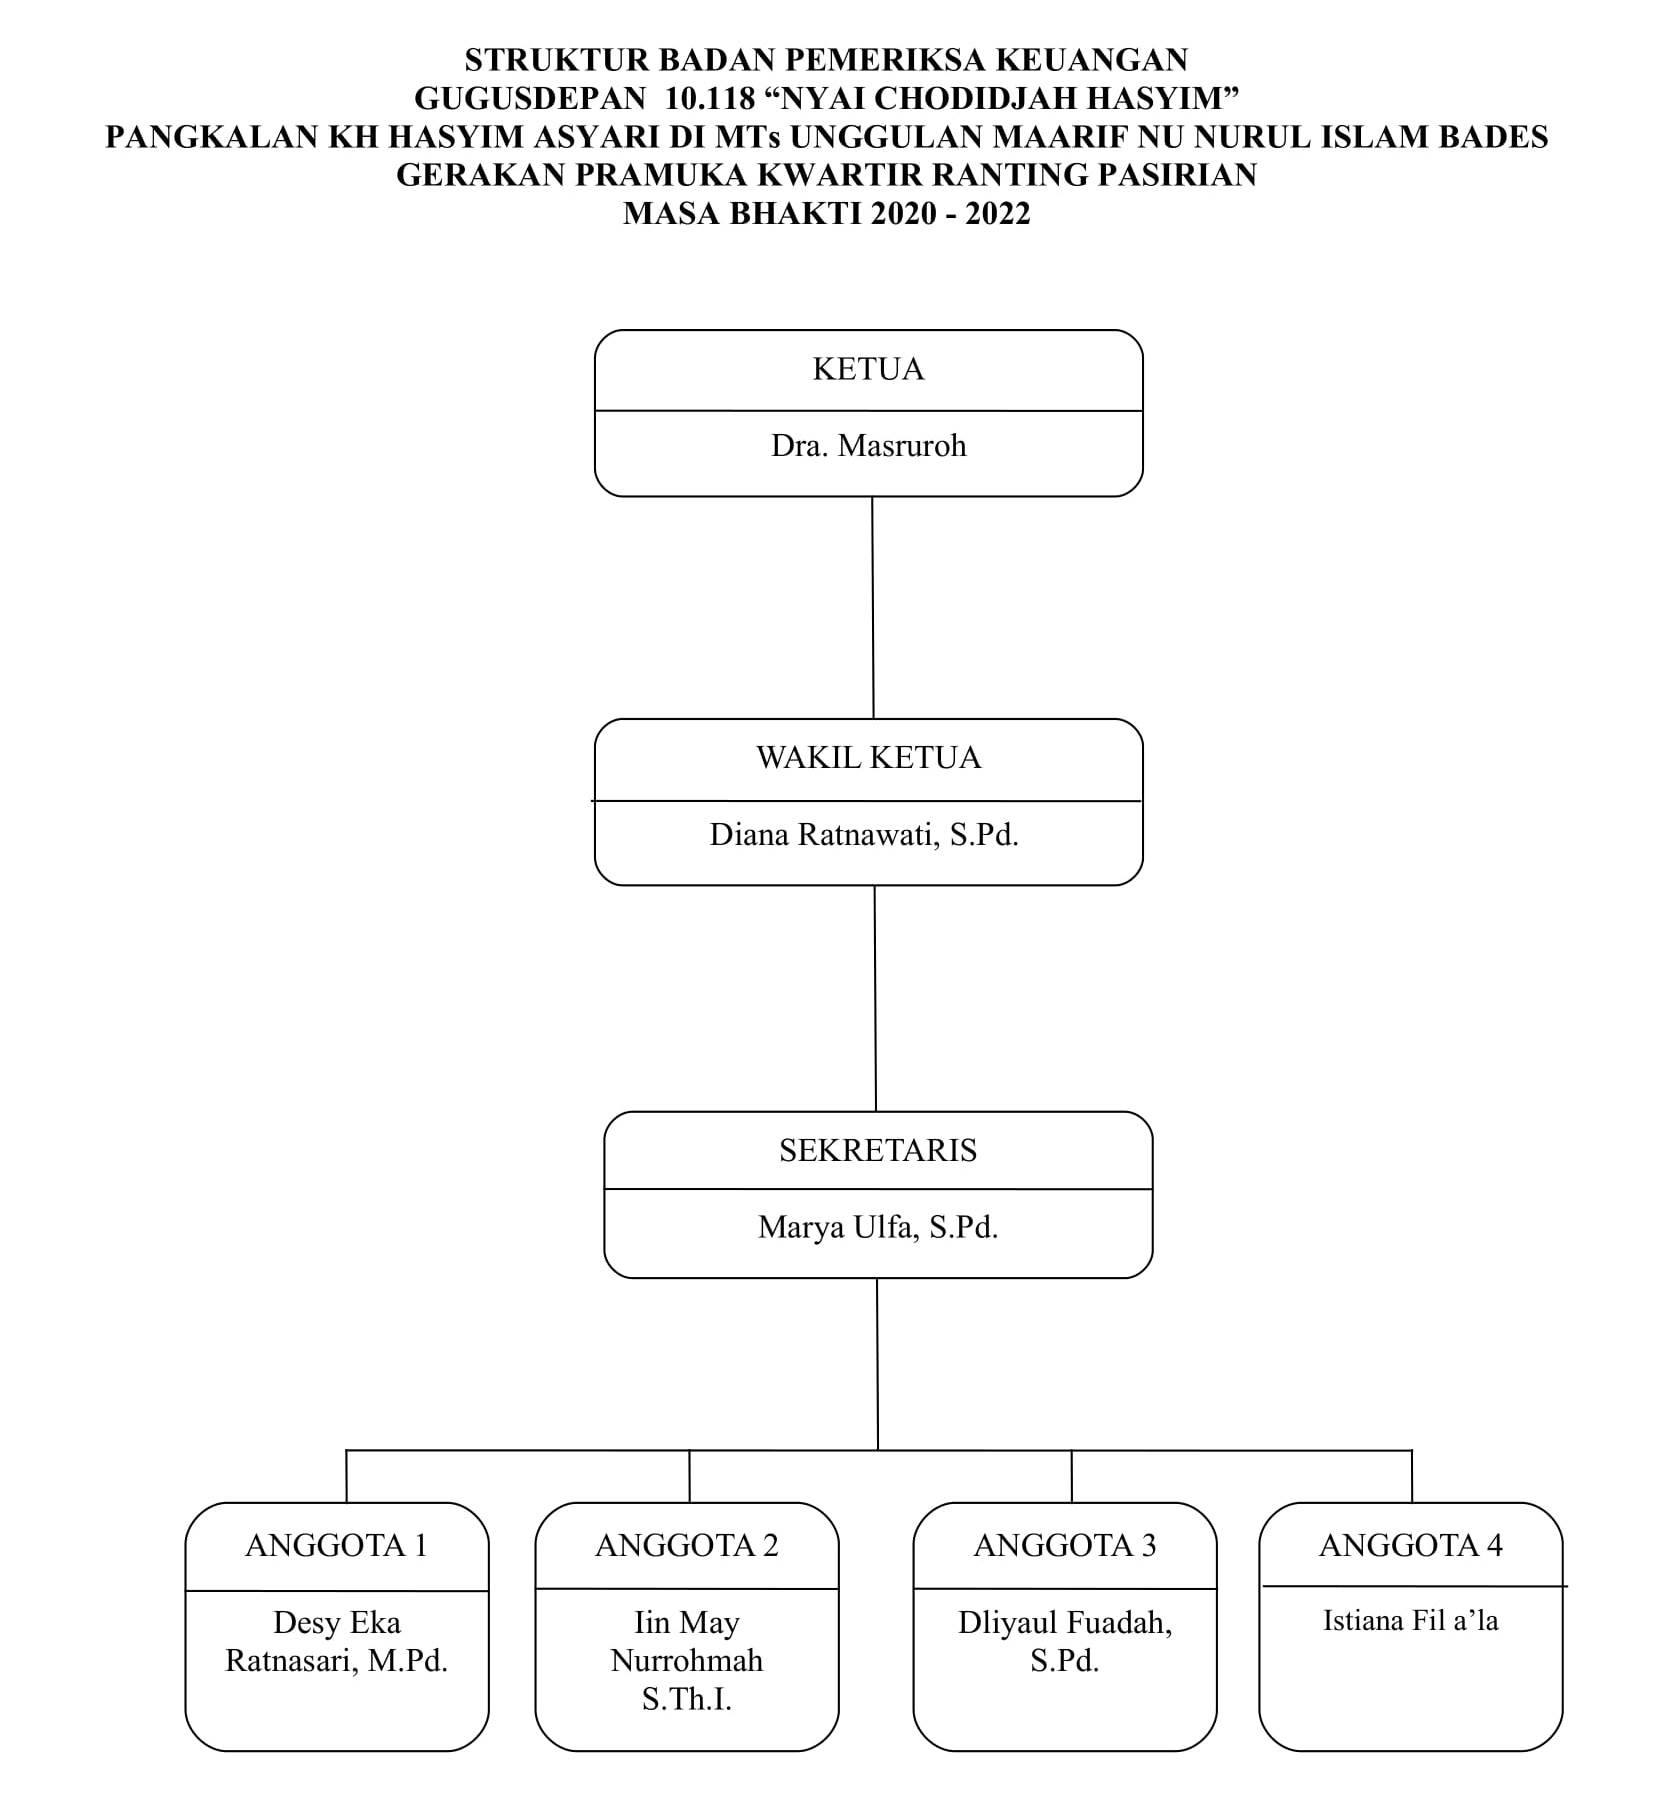 STRUKTUR BADAN PEMERIKSA KEUANGAN
GUGUSDEPAN  10.118 “NYAI CHODIDJAH HASYIM”
PANGKALAN KH HASYIM ASYARI DI MTs UNGGULAN MAARIF NU NURUL ISLAM BADES
GERAKAN PRAMUKA KWARTIR RANTING PASIRIAN
MASA BHAKTI 2020 - 2022
KETUA
Dra. Masruroh
WAKIL KETUA
Diana Ratnawati, S.Pd.
SEKRETARIS
Marya Ulfa, S.Pd.
ANGGOTA 1
Desy Eka
Ratnasari, M.Pd.
ANGGOTA 2
Iin May
Nurrohmah
S.Th.I.
ANGGOTA 3
Dliyaul Fuadah,
S.Pd.
ANGGOTA 4
Istiana Fil a’la